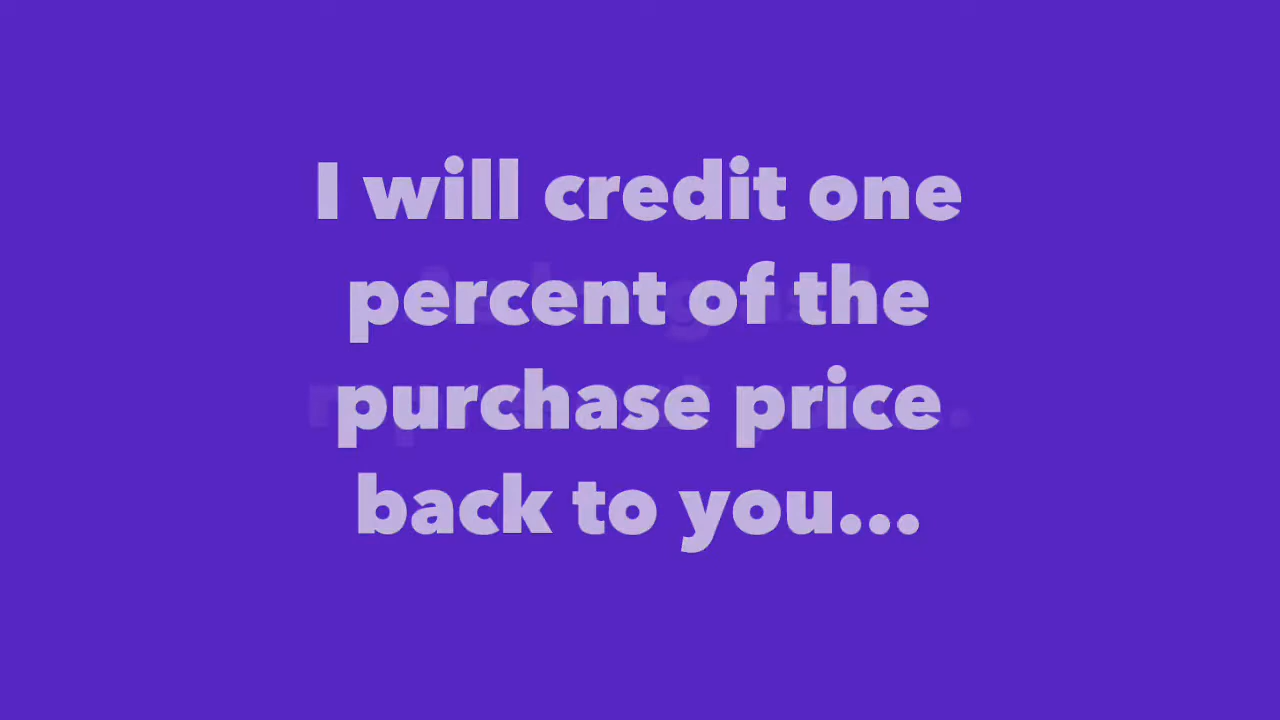 I will credit one
percent of the
purchase price
back to you...